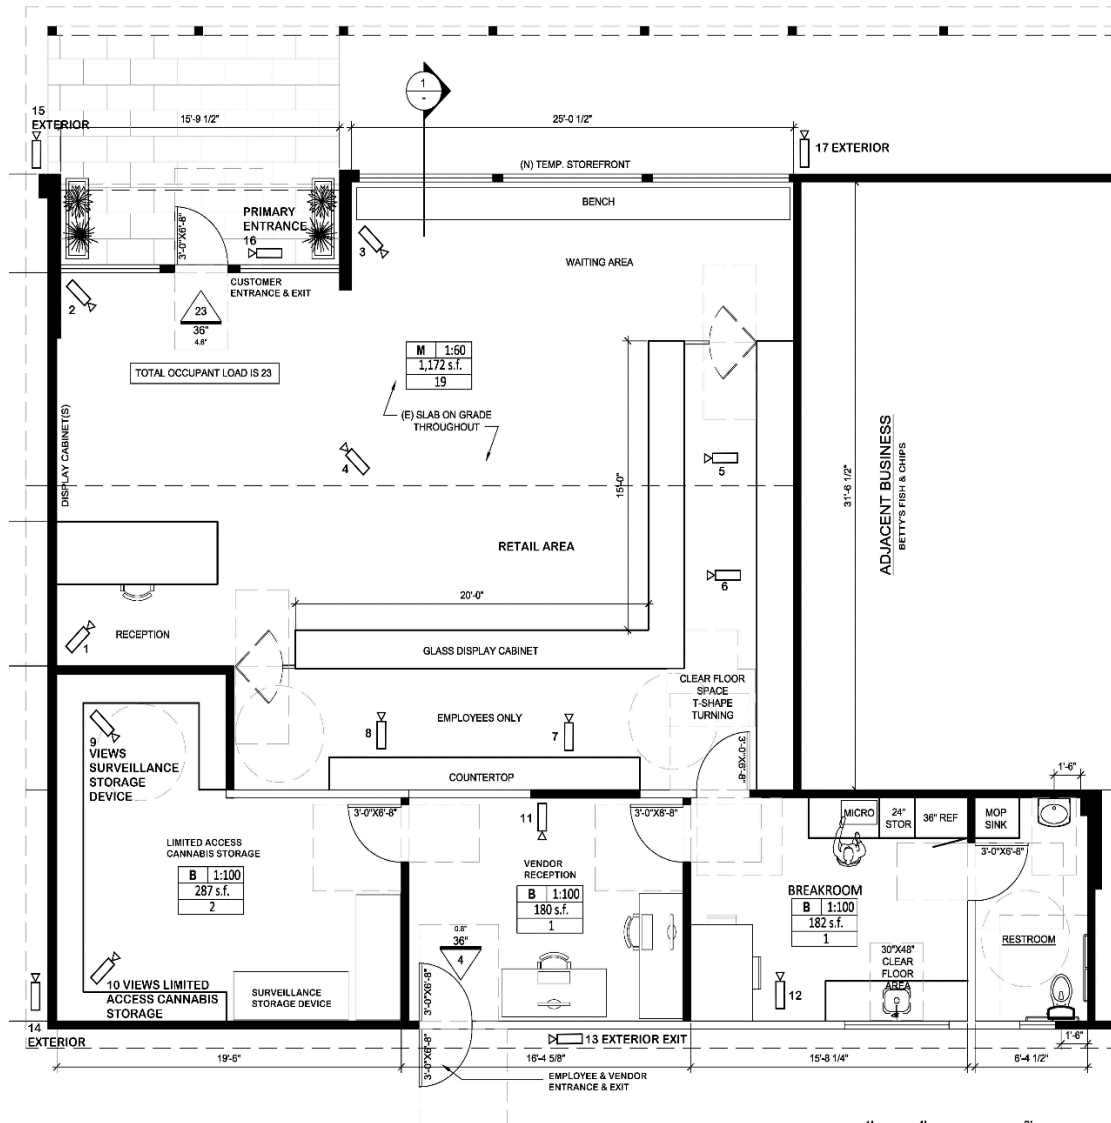 1
-
15
EXTERIOR
15'-9 1/2"
25'-0 1/2"
17 EXTERIOR
(N) TEMP. STOREFRONT
BENCH
PRIMARY
ENTRANCE
16
3'-0"X6'-8"
3
WAITING AREA
CUSTOMER
ENTRANCE & EXIT
2
23
36"
4.6"
M 1:60
1,172 s.f.
19
TOTAL OCCUPANT LOAD IS 23
(E) SLAB ON GRADE
THROUGHOUT
DISPLAY CABINET(S)
4
5
15'-0"
31'-6 1/2"
ADJACENT BUSINESS
BETTY'S FISH & CHIPS
RETAIL AREA
6
20'-0"
RECEPTION
1
GLASS DISPLAY CABINET
CLEAR FLOOR
SPACE
T-SHAPE
TURNING
EMPLOYEES ONLY
8
7
9
VIEWS
SURVEILLANCE
STORAGE
DEVICE
COUNTERTOP
3'-0"X6'-8"
1'-6"
3'-0"X6'-8"
11
3'-0"X6'-8"
MICRO
24"
STOR
36" REF
MOP
SINK
3'-0"X6'-8"
LIMITED ACCESS
CANNABIS STORAGE
B 1:100
287 s.f.
2
VENDOR
RECEPTION
B 1:100
180 s.f.
1
BREAKROOM
B 1:100
182 s.f.
1
0.8"
36"
4
RESTROOM
30"X48"
CLEAR
FLOOR
AREA
10 VIEWS LIMITED
ACCESS CANNABIS
STORAGE
SURVEILLANCE
STORAGE DEVICE
3'-0"X6'-8"
12
14
EXTERIOR
13 EXTERIOR EXIT
1'-6"
3'-0"X6'-8"
19'-6"
16'-4 5/8"
15'-8 1/4"
6'-4 1/2"
EMPLOYEE & VENDOR
ENTRANCE & EXIT